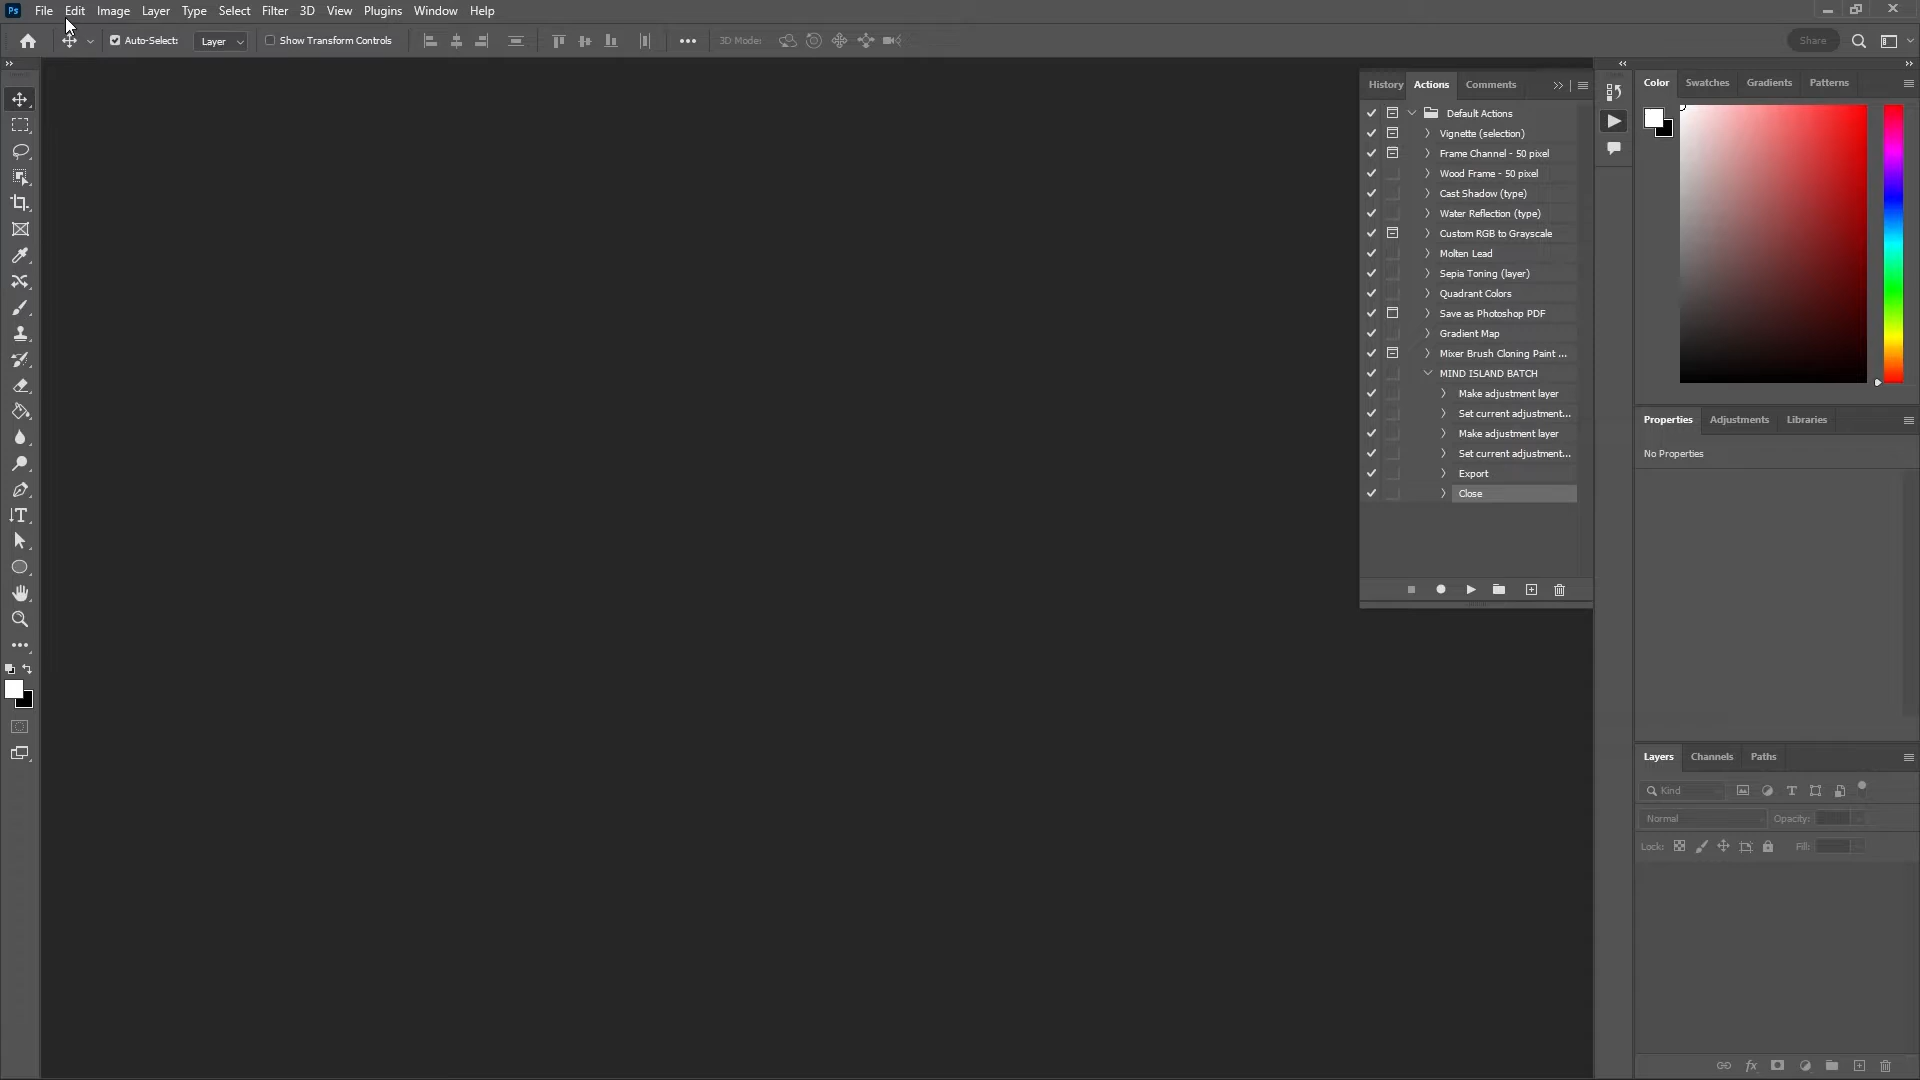 Ps File Edit Image Layer Type Select Filter 3D View Plugins Window Help
Auto-Select: Layer Show Transform Controls 3D Mode: Share
History Actions Comments
Default Actions
Vignette (selection)
Frame Channel - 50 pixel
Wood Frame - 50 pixel
Cast Shadow (type)
Water Reflection (type)
Custom RGB to Grayscale
Molten Lead
Sepia Toning (layer)
Quadrant Colors
Save as Photoshop PDF
Gradient Map
Mixer Brush Cloning Paint ...
MIND ISLAND BATCH
Make adjustment layer
Set current adjustment...
Make adjustment layer
Set current adjustment...
Export
Close
Color Swatches Gradients Patterns
Properties Adjustments Libraries
No Properties
Layers Channels Paths
Kind
Normal Opacity:
Lock: Fill: